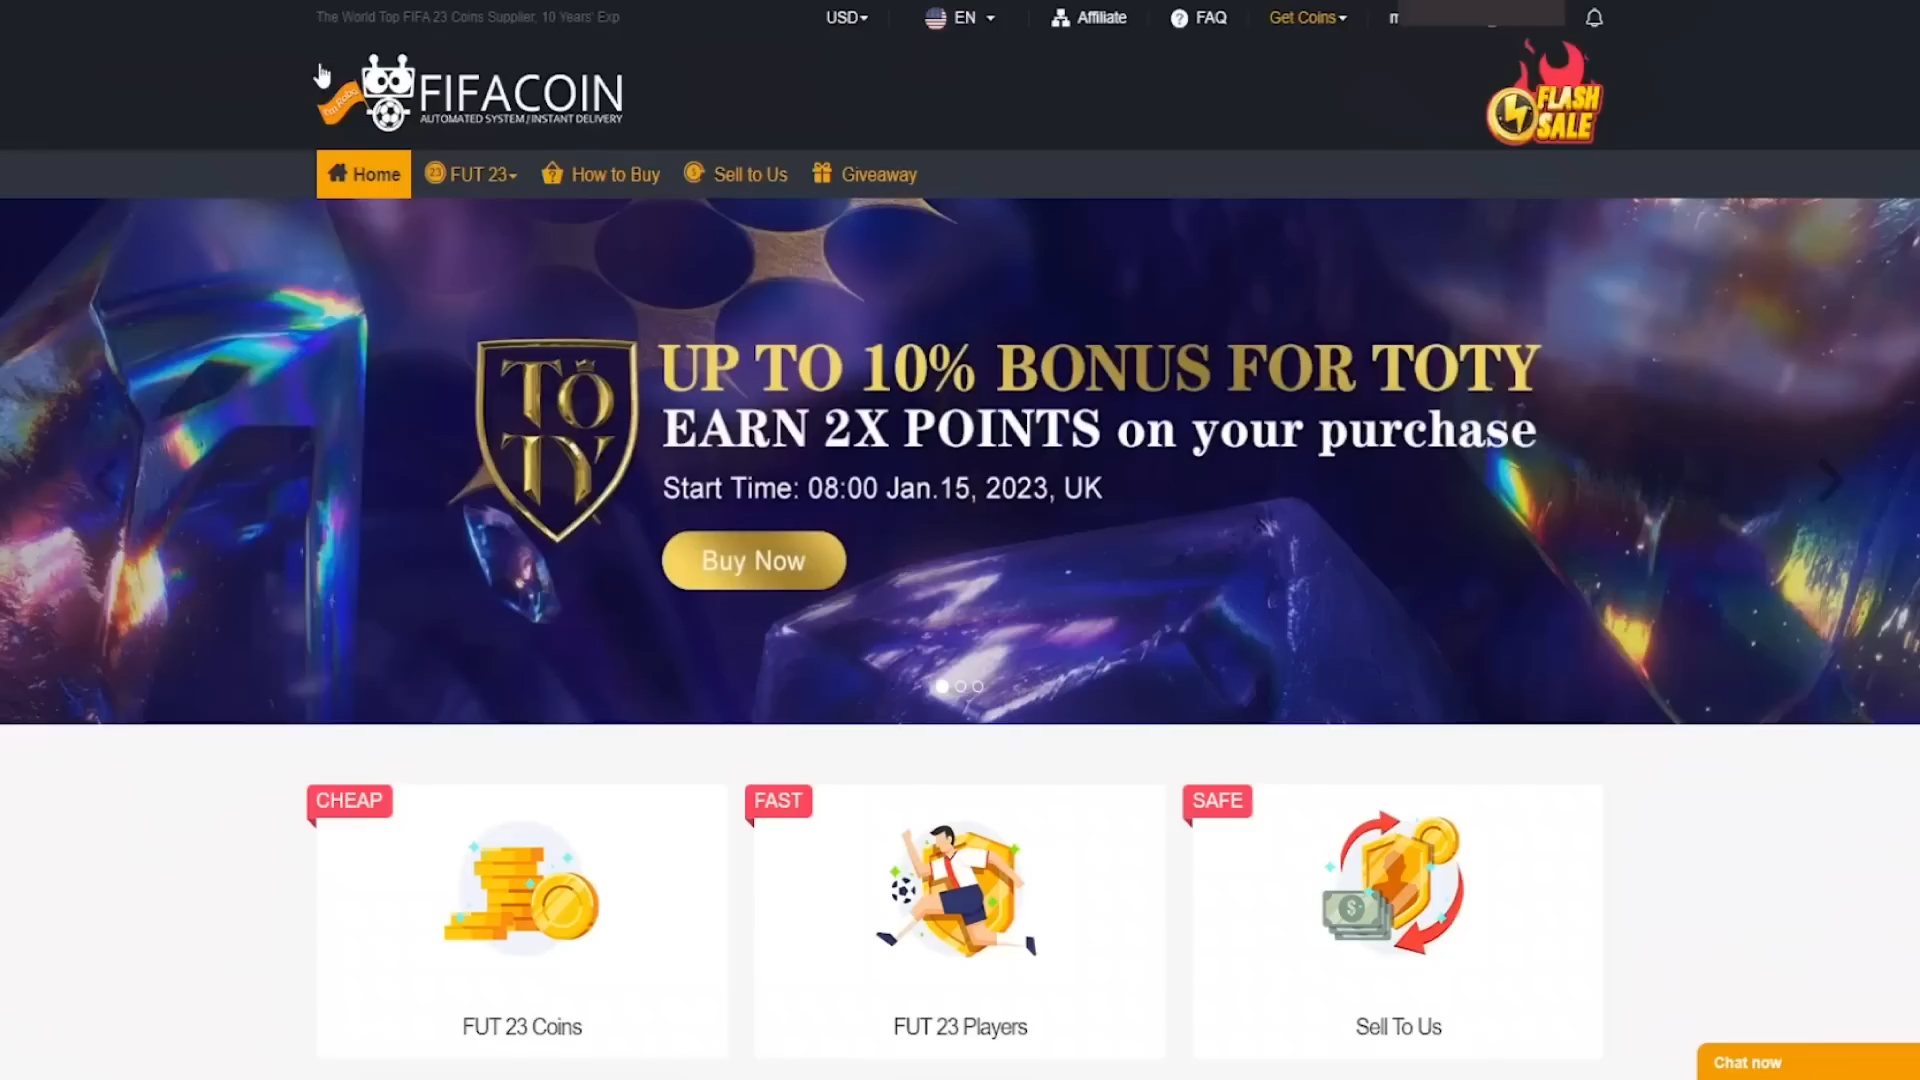 The World Top FIFA 23 Coins Supplier, 10 Years' Exp
USD
EN
Affiliate
FAQ
Get Coins
FIFACOIN
AUTOMATED SYSTEM / INSTANT DELIVERY
FLASH
SALE
Home
23
FUT 23
How to Buy
Sell to Us
Giveaway
TO
TY
UP TO 10% BONUS FOR TOTY
EARN 2X POINTS on your purchase
Start Time: 08:00 Jan.15, 2023, UK
Buy Now
CHEAP
FAST
SAFE
FUT 23 Coins
FUT 23 Players
Sell To Us
Chat now